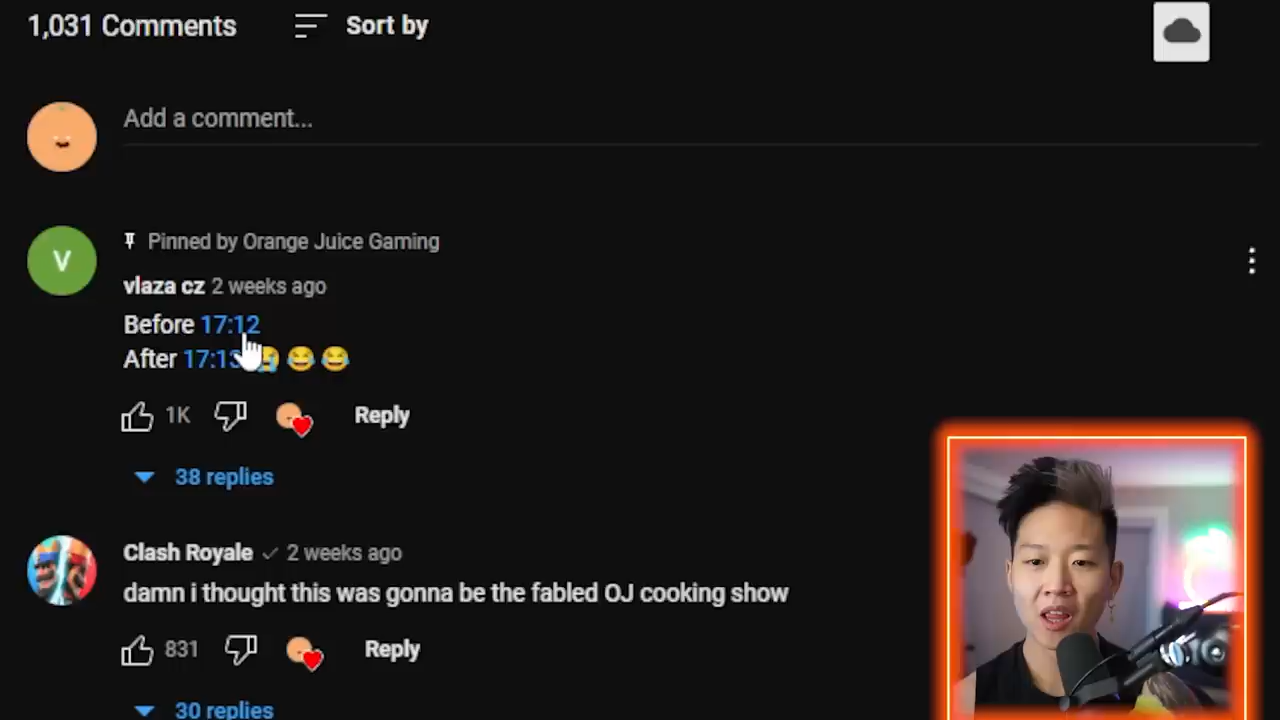 1,031 Comments Sort by
Add a comment...
V
Pinned by Orange Juice Gaming
vlaza cz 2 weeks ago
Before 17:12
After 17:13 😂 😂
1K Reply
38 replies
Clash Royale 2 weeks ago
damn i thought this was gonna be the fabled OJ cooking show
831 Reply
30 replies